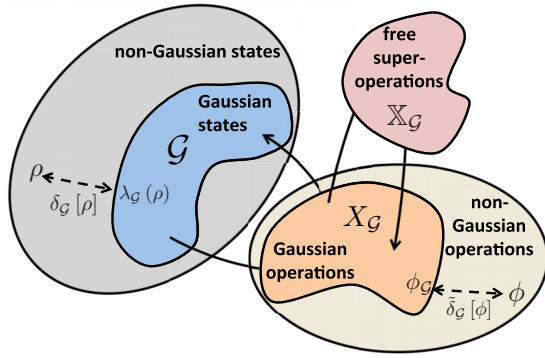 non-Gaussian states
Gaussian
states
𝒢
ρ
δ𝒢 [ρ]
λ𝒢 (ρ)
free
super-
operations
𝕏𝒢
X𝒢
Gaussian
operations
non-
Gaussian
operations
ϕ𝒢
δ̃𝒢 [ϕ]
ϕ